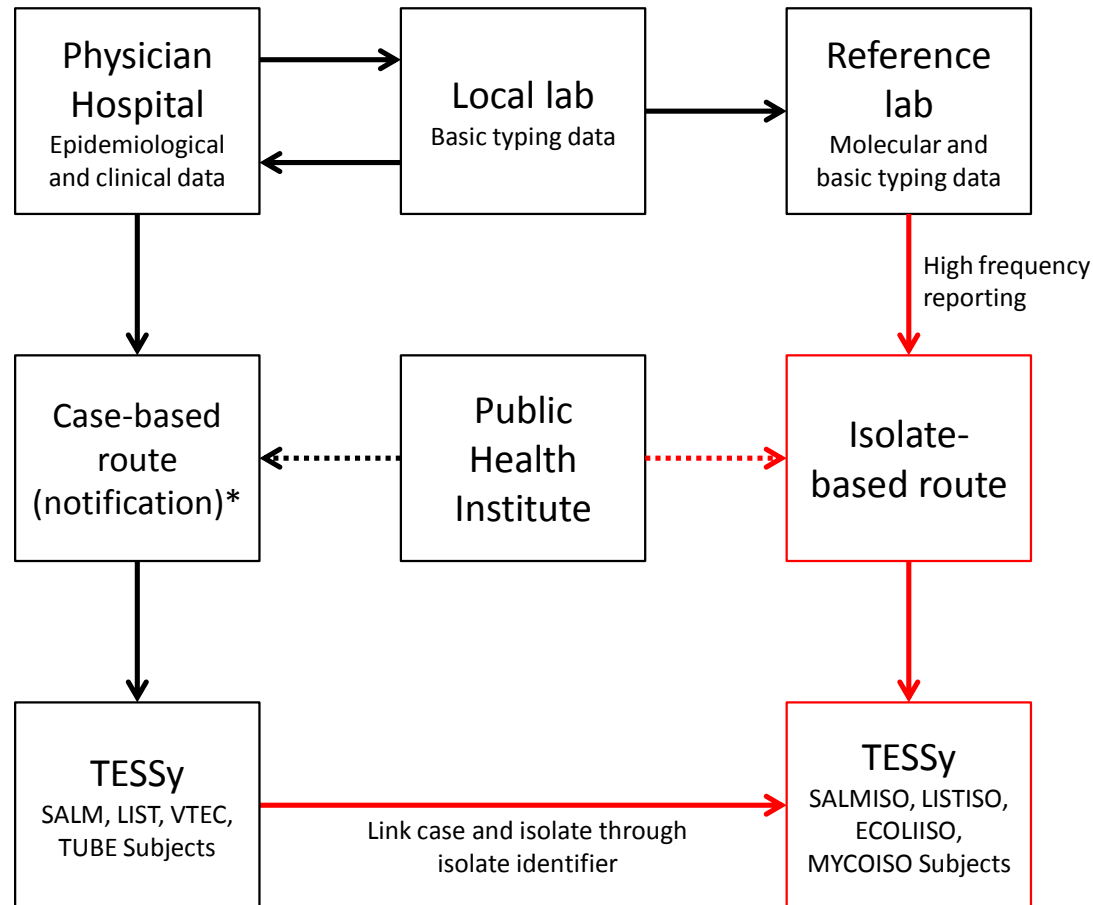 Physician
Hospital
Epidemiological
and clinical data
Local lab
Basic typing data
Reference
lab
Molecular and
basic typing data
High frequency
reporting
Case-based
route
(notification)*
Public
Health
Institute
Isolate-
based route
TESSy
SALM, LIST, VTEC,
TUBE Subjects
Link case and isolate through
isolate identifier
TESSy
SALMISO, LISTISO,
ECOLIISO,
MYCOISO Subjects